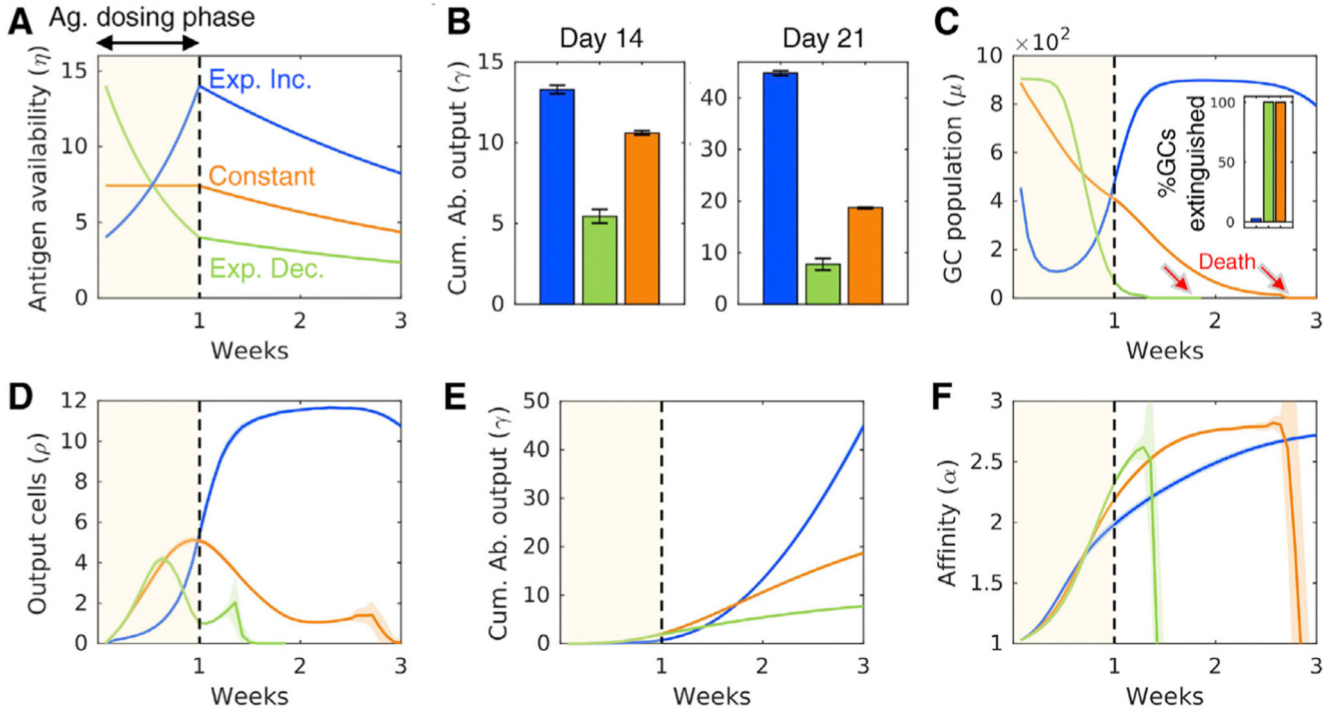 A
Ag. dosing phase
Antigen availability (η)
15
10
5
0
Exp. Inc.
Constant
Exp. Dec.
1
2
3
Weeks
B
Day 14
Day 21
Cum. Ab. output (γ)
15
10
5
0
40
30
20
10
0
C
×10²
GC population (μ)
10
8
6
4
2
0
%GCs
extinguished
100
50
0
Death
1
2
3
Weeks
D
Output cells (ρ)
12
10
8
6
4
2
0
1
2
3
Weeks
E
Cum. Ab. output (γ)
50
40
30
20
10
0
1
2
3
Weeks
F
Affinity (α)
3
2.5
2
1.5
1
1
2
3
Weeks